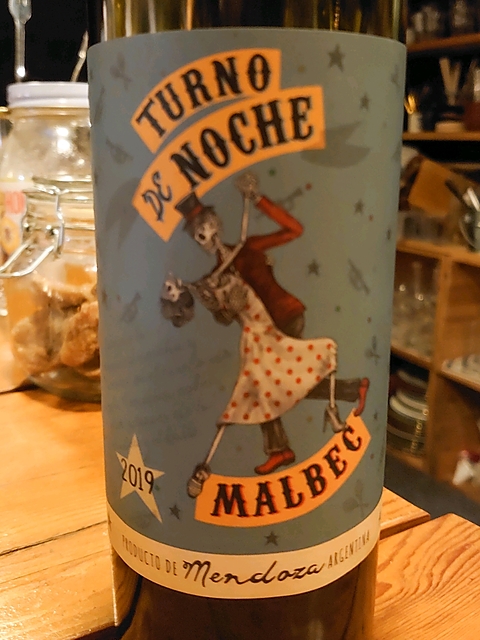 TURNO
DE NOCHE
2019
MALBEC
PRODUCTO DE Mendoza ARGENTINA